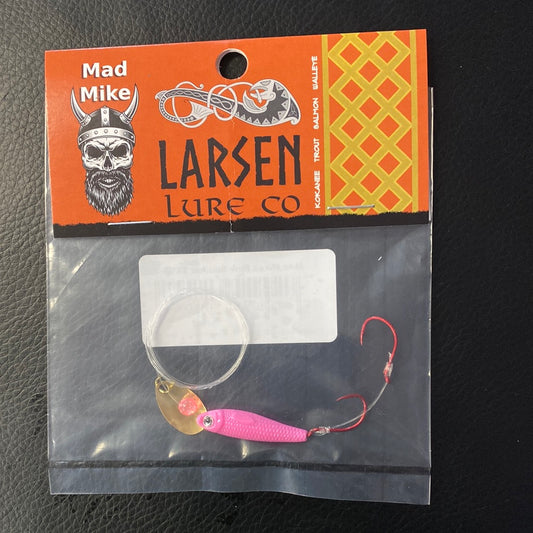 Mad
Mike
LARSEN
LURE CO
KOKANEE TROUT SALMON WALLEYE